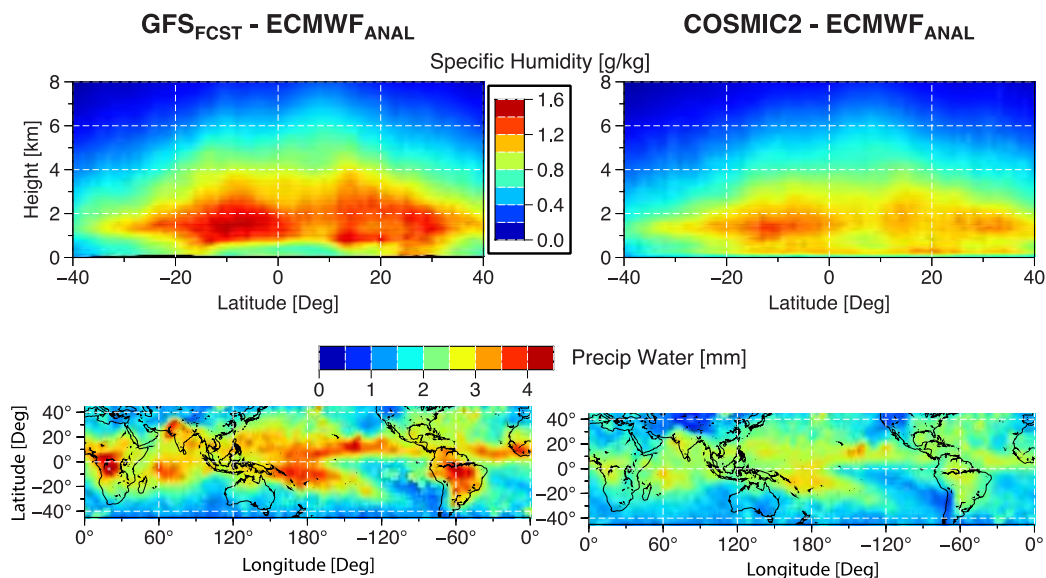 GFS_FCST - ECMWF_ANAL COSMIC2 - ECMWF_ANAL
Specific Humidity [g/kg]
8 1.6 8
6 1.2 6
Height [km] 4 0.8 4
2 0.4 2
0 0.0 0
−40 −20 0 20 40 −40 −20 0 20 40
Latitude [Deg] Latitude [Deg]
Precip Water [mm]
0 1 2 3 4
Latitude [Deg]
40° 40°
20° 20°
0° 0°
−20° −20°
−40° −40°
0° 60° 120° 180° −120° −60° 0° 0° 60° 120° 180° −120° −60° 0°
Longitude [Deg] Longitude [Deg]